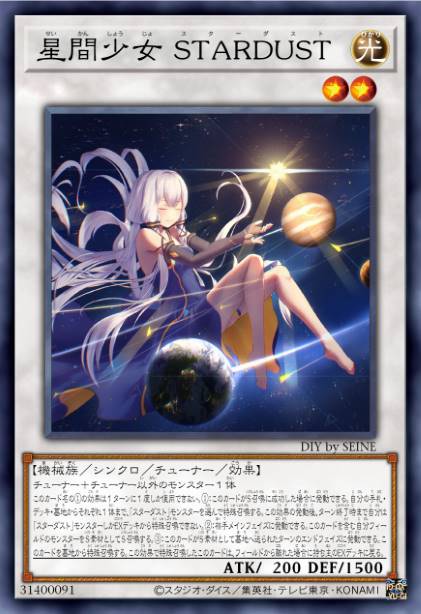 せい かん しょう じょ スターダスト
星間少女 STARDUST
ひかり
光
DIY by SEINE
【機械族／シンクロ／チューナー／効果】
チューナー＋チューナー以外のモンスター１体
このカード名の①の効果は１ターンに１度しか使用できない。①：このカードがＳ召喚に成功した場合に発動できる。自分の手札・
デッキ・墓地からそれぞれ１体まで、「スターダスト」モンスターを選んで特殊召喚する。この効果の発動後、ターン終了時まで自分は
「スターダスト」モンスターしかEXデッキから特殊召喚できない。②：相手メインフェイズに発動できる。このカードを含む自分フィー
ルドのモンスターをＳ素材としてＳ召喚する。③：このカードがＳ素材として墓地へ送られたターンのエンドフェイズに発動できる。
このカードを墓地から特殊召喚する。この効果で特殊召喚したこのカードは、フィールドから離れた場合に持ち主のEXデッキに戻る。
ATK/ 200 DEF/1500
31400091
©スタジオ・ダイス／集英社・テレビ東京・KONAMI